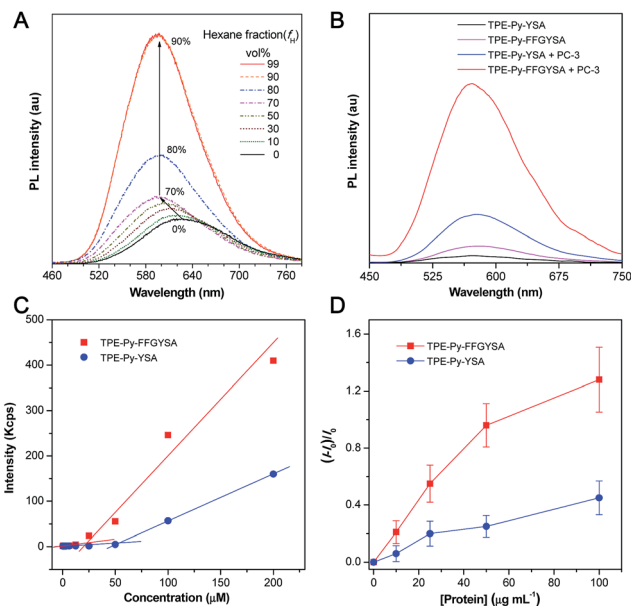 A
PL intensity (au)
Wavelength (nm)
460 520 580 640 700 760
90%
80%
70%
0%
Hexane fraction(fH)
vol%
99
90
80
70
50
30
10
0
B
PL intensity (au)
Wavelength (nm)
450 525 600 675 750
TPE-Py-YSA
TPE-Py-FFGYSA
TPE-Py-YSA + PC-3
TPE-Py-FFGYSA + PC-3
C
Intensity (Kcps)
500
400
300
200
100
0
TPE-Py-FFGYSA
TPE-Py-YSA
0 50 100 150 200
Concentration (μM)
D
(I-I0)/I0
1.6
1.2
0.8
0.4
0.0
TPE-Py-FFGYSA
TPE-Py-YSA
0 20 40 60 80 100
[Protein] (μg mL-1)